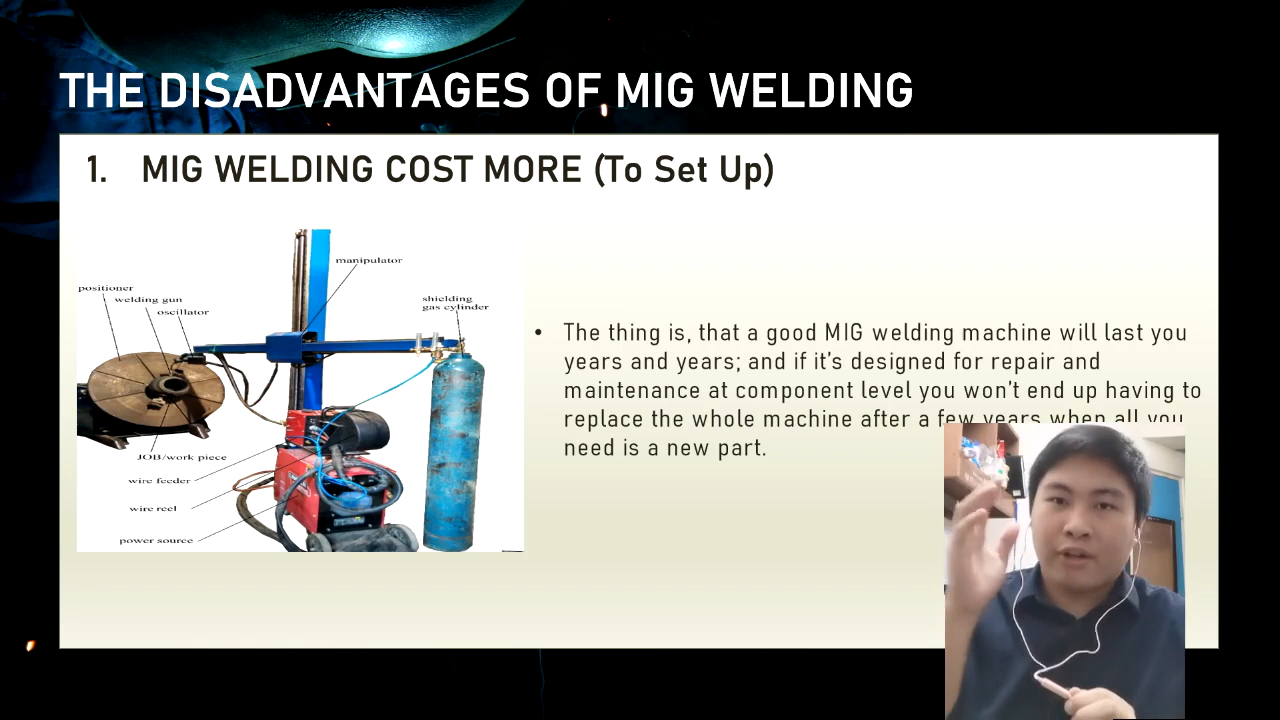 THE DISADVANTAGES OF MIG WELDING
1. MIG WELDING COST MORE (To Set Up)
manipulator
positioner
welding gun
oscillator
shielding
gas cylinder
JOB/work piece
wire feeder
wire reel
power source
• The thing is, that a good MIG welding machine will last you
years and years; and if it's designed for repair and
maintenance at component level you won't end up having to
replace the whole machine after a few years when all you
need is a new part.